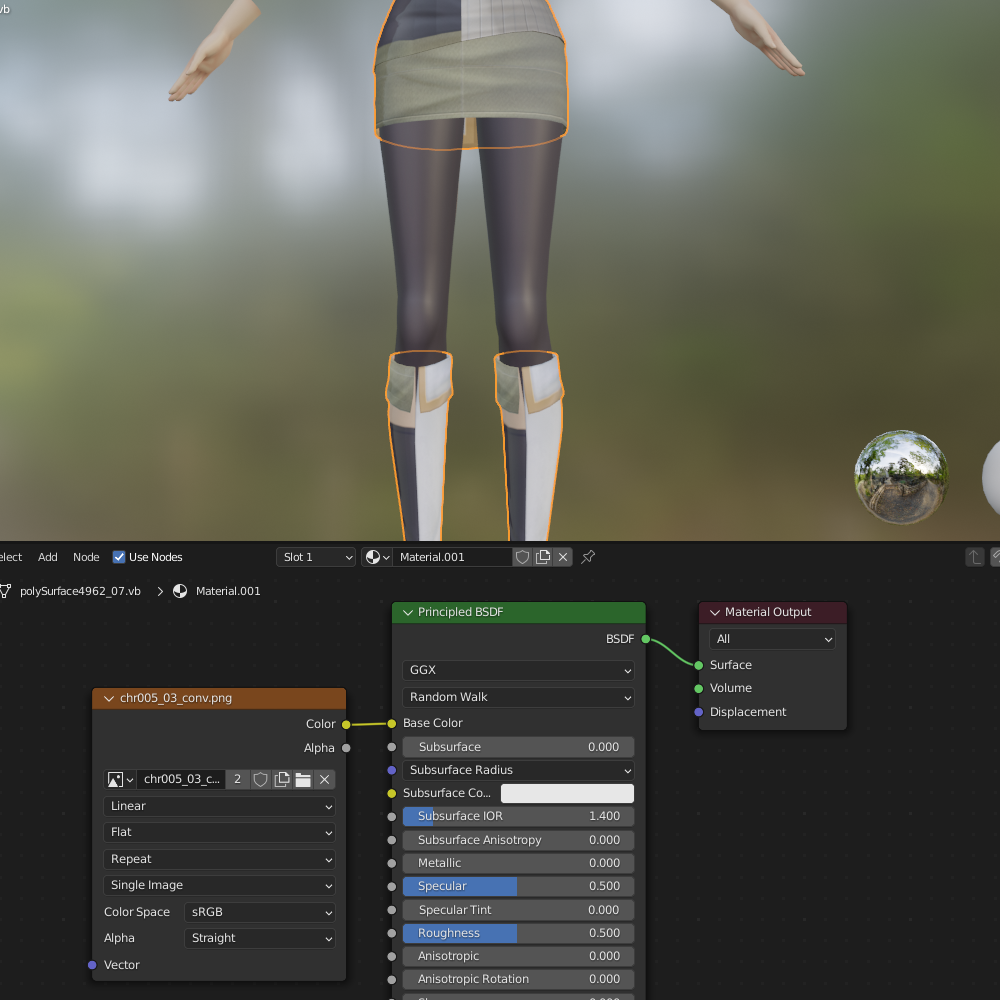 vb
elect Add Node Use Nodes Slot 1 Material.001
polySurface4962_07.vb Material.001
Principled BSDF
BSDF
GGX
Random Walk
Base Color
Subsurface 0.000
Subsurface Radius
Subsurface Co...
Subsurface IOR 1.400
Subsurface Anisotropy 0.000
Metallic 0.000
Specular 0.500
Specular Tint 0.000
Roughness 0.500
Anisotropic 0.000
Anisotropic Rotation 0.000
Material Output
All
Surface
Volume
Displacement
chr005_03_conv.png
Color
Alpha
chr005_03_c... 2
Linear
Flat
Repeat
Single Image
Color Space sRGB
Alpha Straight
Vector